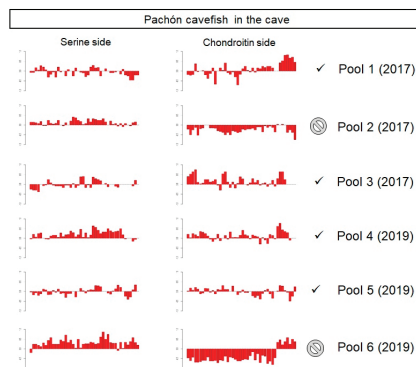 Pachón cavefish in the cave
Serine side
Chondroitin side
Pool 1 (2017)
Pool 2 (2017)
Pool 3 (2017)
Pool 4 (2019)
Pool 5 (2019)
Pool 6 (2019)